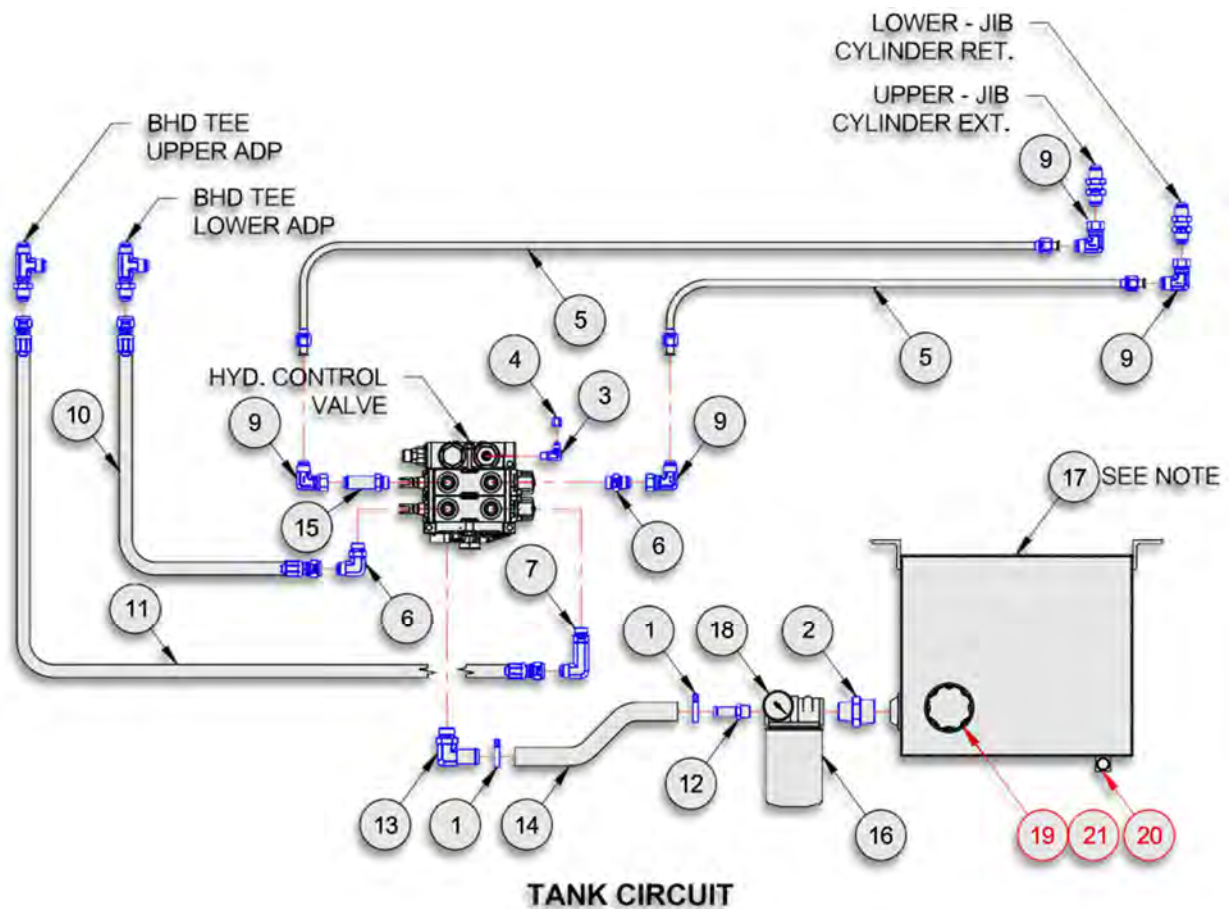 LOWER - JIB
CYLINDER RET.
UPPER - JIB
CYLINDER EXT.
BHD TEE
UPPER ADP
9
BHD TEE
LOWER ADP
5
5
9
4
HYD. CONTROL
VALVE
3
10
9
9
17 SEE NOTE
15
6
7
6
11
1
18
2
12
13
1
14
16
19
21
20
TANK CIRCUIT